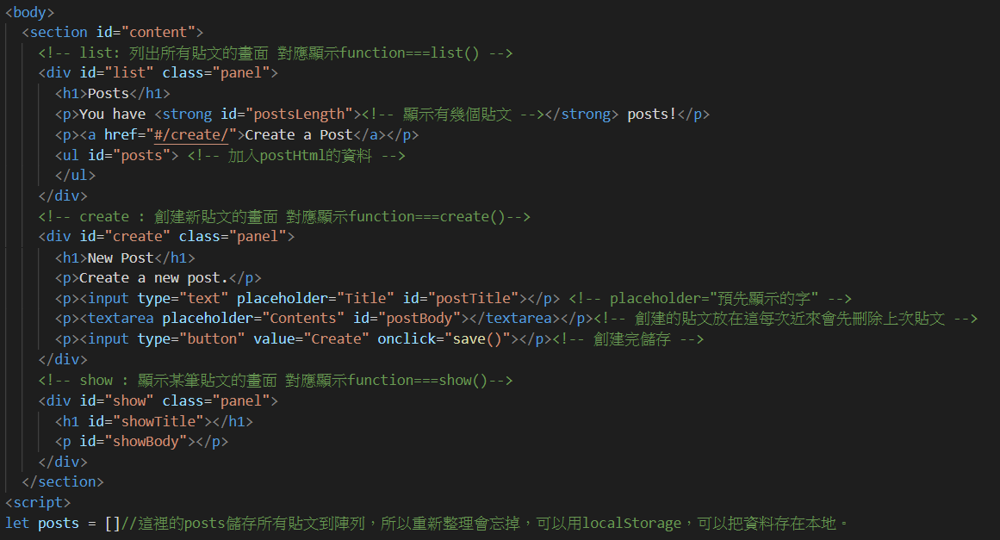 <body>
<section id="content">
<!-- list: 列出所有貼文的畫面 對應顯示function===list() -->
<div id="list" class="panel">
<h1>Posts</h1>
<p>You have <strong id="postsLength"><!-- 顯示有幾個貼文 --></strong> posts!</p>
<p><a href="#/create/">Create a Post</a></p>
<ul id="posts"> <!-- 加入postHtml的資料 -->
</ul>
</div>
<!-- create : 創建新貼文的畫面 對應顯示function===create()-->
<div id="create" class="panel">
<h1>New Post</h1>
<p>Create a new post.</p>
<p><input type="text" placeholder="Title" id="postTitle"></p> <!-- placeholder="預先顯示的字" -->
<p><textarea placeholder="Contents" id="postBody"></textarea></p><!-- 創建的貼文放在這每次近來會先刪除上次貼文 -->
<p><input type="button" value="Create" onclick="save()"></p><!-- 創建完儲存 -->
</div>
<!-- show : 顯示某筆貼文的畫面 對應顯示function===show()-->
<div id="show" class="panel">
<h1 id="showTitle"></h1>
<p id="showBody"></p>
</div>
</section>
<script>
let posts = []//這裡的posts儲存所有貼文到陣列，所以重新整理會忘掉，可以用localStorage，可以把資料存在本地。